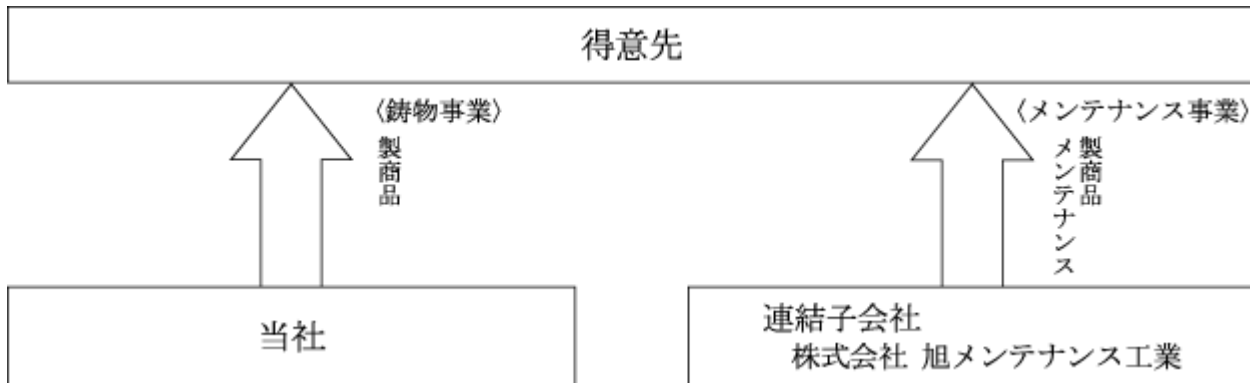 得意先
〈鋳物事業〉
製商品
〈メンテナンス事業〉
製商品
メンテナンス
当社
連結子会社
株式会社 旭メンテナンス工業